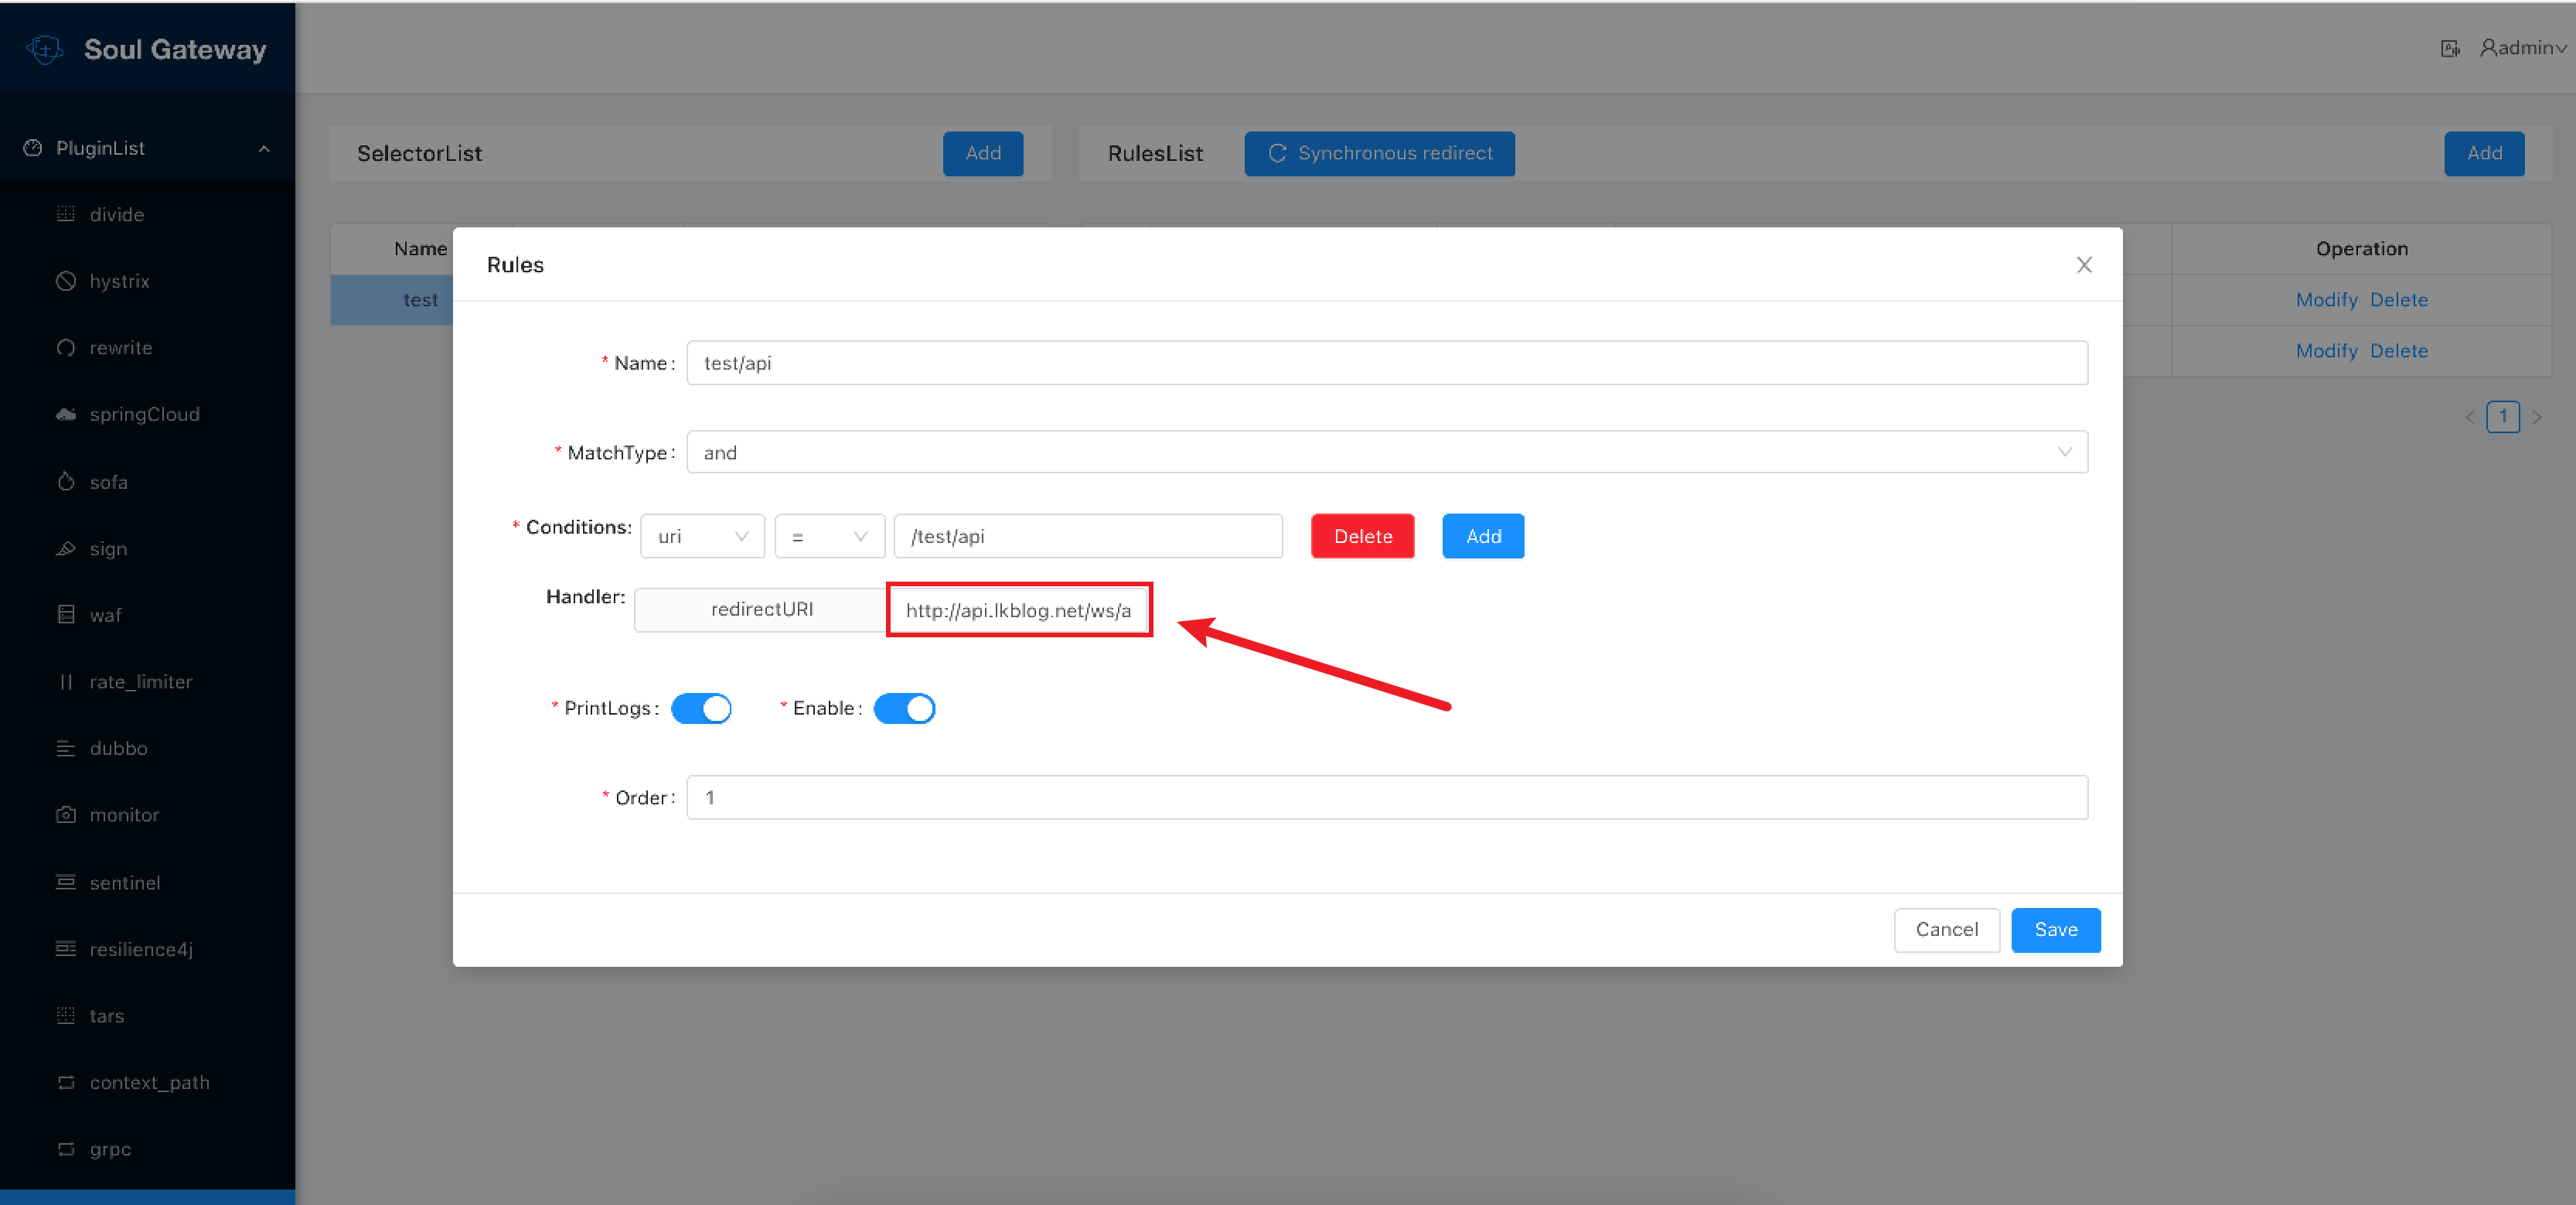 Soul Gateway
admin
PluginList
divide
hystrix
rewrite
springCloud
sofa
sign
waf
rate_limiter
dubbo
monitor
sentinel
resilience4j
tars
context_path
grpc
SelectorList
Add
RulesList
Synchronous redirect
Add
Name
test
Operation
Modify Delete
Modify Delete
1
Rules
* Name: test/api
* MatchType: and
* Conditions: uri = /test/api Delete Add
Handler: redirectURI http://api.lkblog.net/ws/a
* PrintLogs: * Enable:
* Order: 1
Cancel Save